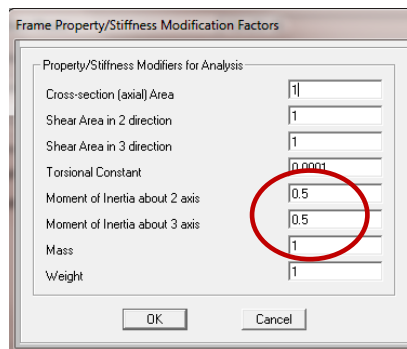 Frame Property/Stiffness Modification Factors
Property/Stiffness Modifiers for Analysis
Cross-section (axial) Area 1
Shear Area in 2 direction 1
Shear Area in 3 direction 1
Torsional Constant 0.0001
Moment of Inertia about 2 axis 0.5
Moment of Inertia about 3 axis 0.5
Mass 1
Weight 1
OK Cancel